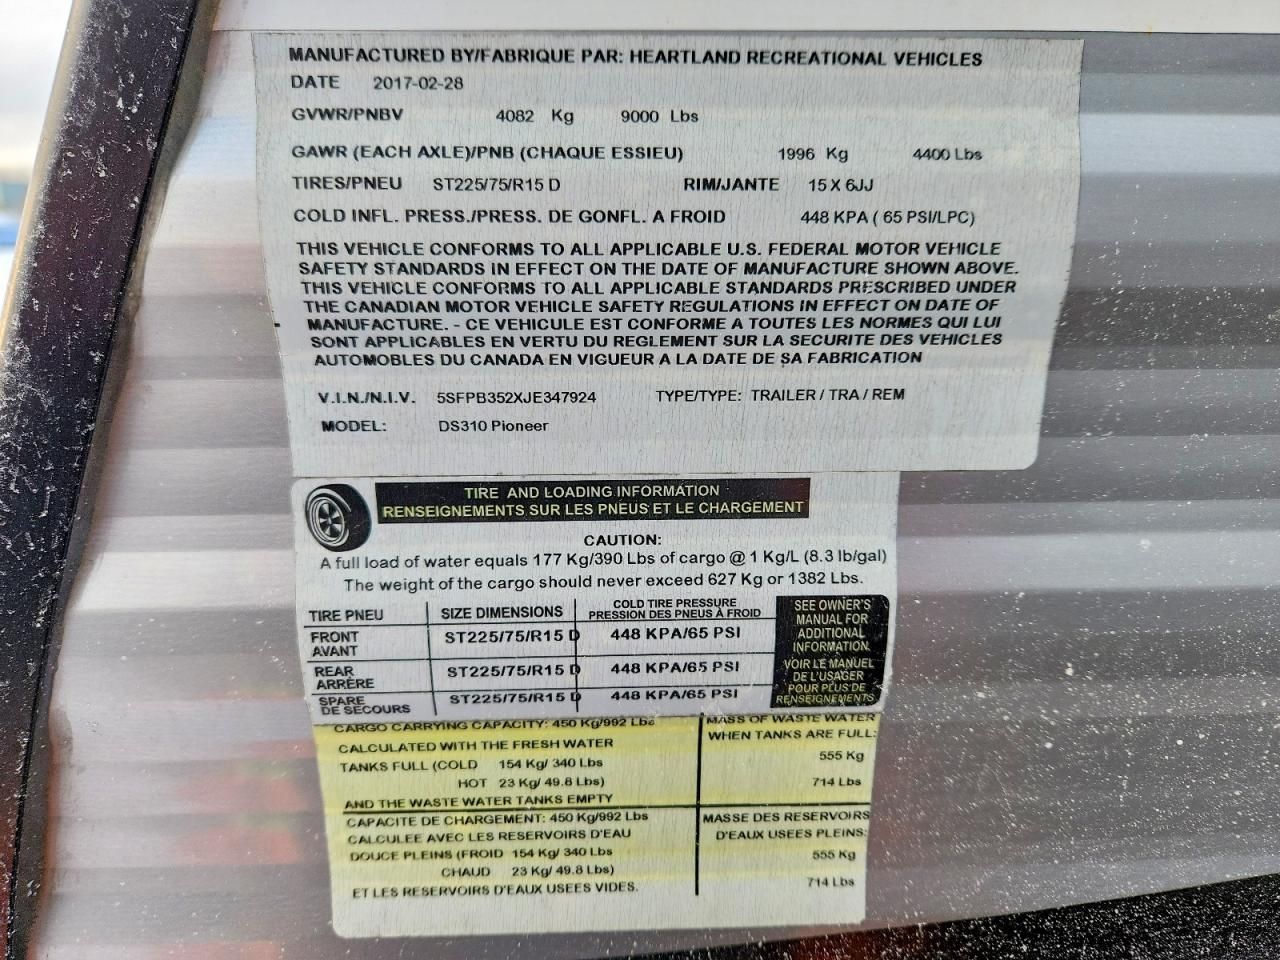 MANUFACTURED BY/FABRIQUE PAR: HEARTLAND RECREATIONAL VEHICLES
DATE 2017-02-28
GVWR/PNBV 4082 Kg 9000 Lbs
GAWR (EACH AXLE)/PNB (CHAQUE ESSIEU) 1996 Kg 4400 Lbs
TIRES/PNEU ST225/75/R15 D RIM/JANTE 15 X 6JJ
COLD INFL. PRESS./PRESS. DE GONFL. A FROID 448 KPA ( 65 PSI/LPC)
THIS VEHICLE CONFORMS TO ALL APPLICABLE U.S. FEDERAL MOTOR VEHICLE
SAFETY STANDARDS IN EFFECT ON THE DATE OF MANUFACTURE SHOWN ABOVE.
THIS VEHICLE CONFORMS TO ALL APPLICABLE STANDARDS PRESCRIBED UNDER
THE CANADIAN MOTOR VEHICLE SAFETY REGULATIONS IN EFFECT ON DATE OF
MANUFACTURE. - CE VEHICULE EST CONFORME A TOUTES LES NORMES QUI LUI
SONT APPLICABLES EN VERTU DU REGLEMENT SUR LA SECURITE DES VEHICLES
AUTOMOBLES DU CANADA EN VIGUEUR A LA DATE DE SA FABRICATION
V.I.N./N.I.V. 5SFPB352XJE347924 TYPE/TYPE: TRAILER / TRA / REM
MODEL: DS310 Pioneer
TIRE AND LOADING INFORMATION
RENSEIGNEMENTS SUR LES PNEUS ET LE CHARGEMENT
CAUTION:
A full load of water equals 177 Kg/390 Lbs of cargo @ 1 Kg/L (8.3 lb/gal)
The weight of the cargo should never exceed 627 Kg or 1382 Lbs.
TIRE PNEU SIZE DIMENSIONS COLD TIRE PRESSURE
PRESSION DES PNEUS À FROID
FRONT
AVANT ST225/75/R15 D 448 KPA/65 PSI
REAR
ARRÈRE ST225/75/R15 D 448 KPA/65 PSI
SPARE
DE SECOURS ST225/75/R15 D 448 KPA/65 PSI
SEE OWNER'S
MANUAL FOR
ADDITIONAL
INFORMATION.
VOIR LE MANUEL
DE L'USAGER
POUR PLUS DE
RENSEIGNEMENTS
CARGO CARRYING CAPACITY: 450 Kg/992 Lbs
CALCULATED WITH THE FRESH WATER
TANKS FULL (COLD 154 Kg/ 340 Lbs
HOT 23 Kg/ 49.8 Lbs)
AND THE WASTE WATER TANKS EMPTY
MASS OF WASTE WATER
WHEN TANKS ARE FULL:
555 Kg
714 Lbs
CAPACITE DE CHARGEMENT: 450 Kg/992 Lbs
CALCULEE AVEC LES RESERVOIRS D'EAU
DOUCE PLEINS (FROID 154 Kg/ 340 Lbs
CHAUD 23 Kg/ 49.8 Lbs)
ET LES RESERVOIRS D'EAUX USEES VIDES.
MASSE DES RESERVOIRS
D'EAUX USEES PLEINS:
555 Kg
714 Lbs